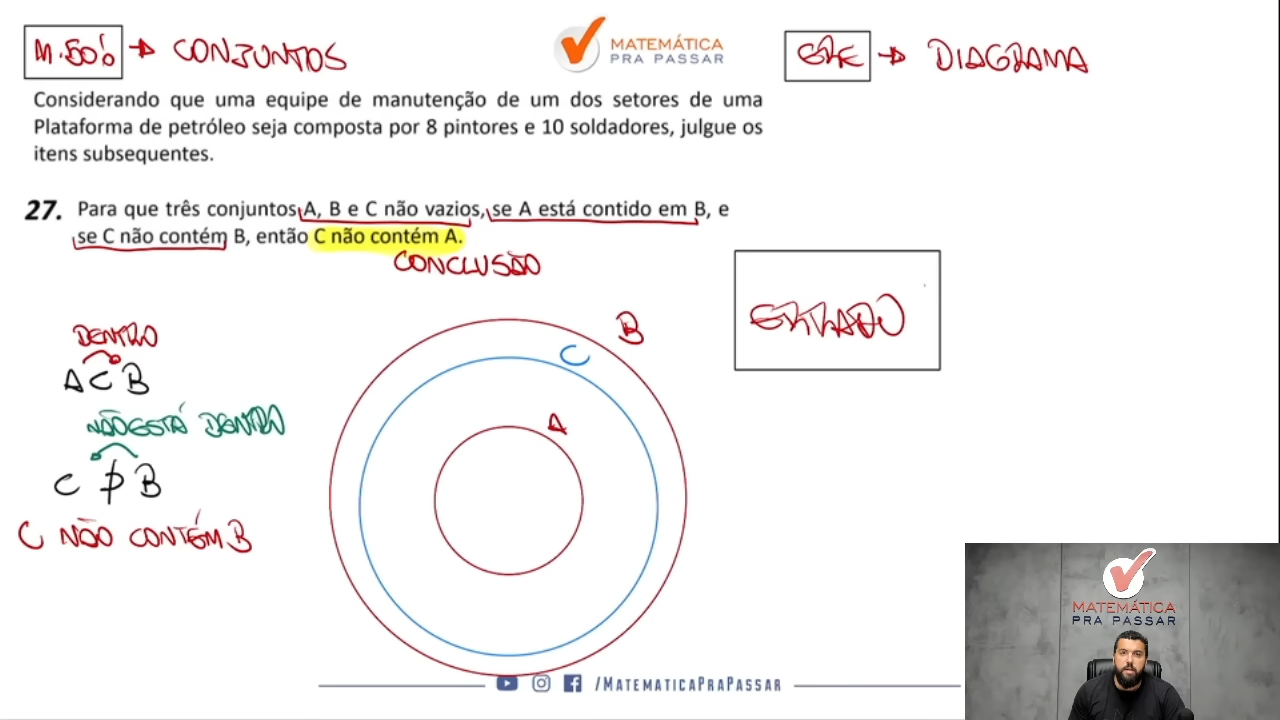 M.50% → CONJUNTOS
MATEMÁTICA
PRA PASSAR
→ DIAGRAMA
Considerando que uma equipe de manutenção de um dos setores de uma
Plataforma de petróleo seja composta por 8 pintores e 10 soldadores, julgue os
itens subsequentes.
27. Para que três conjuntos A, B e C não vazios, se A está contido em B, e
se C não contém B, então C não contém A.
CONCLUSÃO
ERRADO
DENTRO
A ⊂ B
NÃO ESTÁ DENTRO
C ⊅ B
C NÃO CONTÉM B
B
C
A
MATEMÁTICA
PRA PASSAR
/MATEMATICAPRAPASSAR